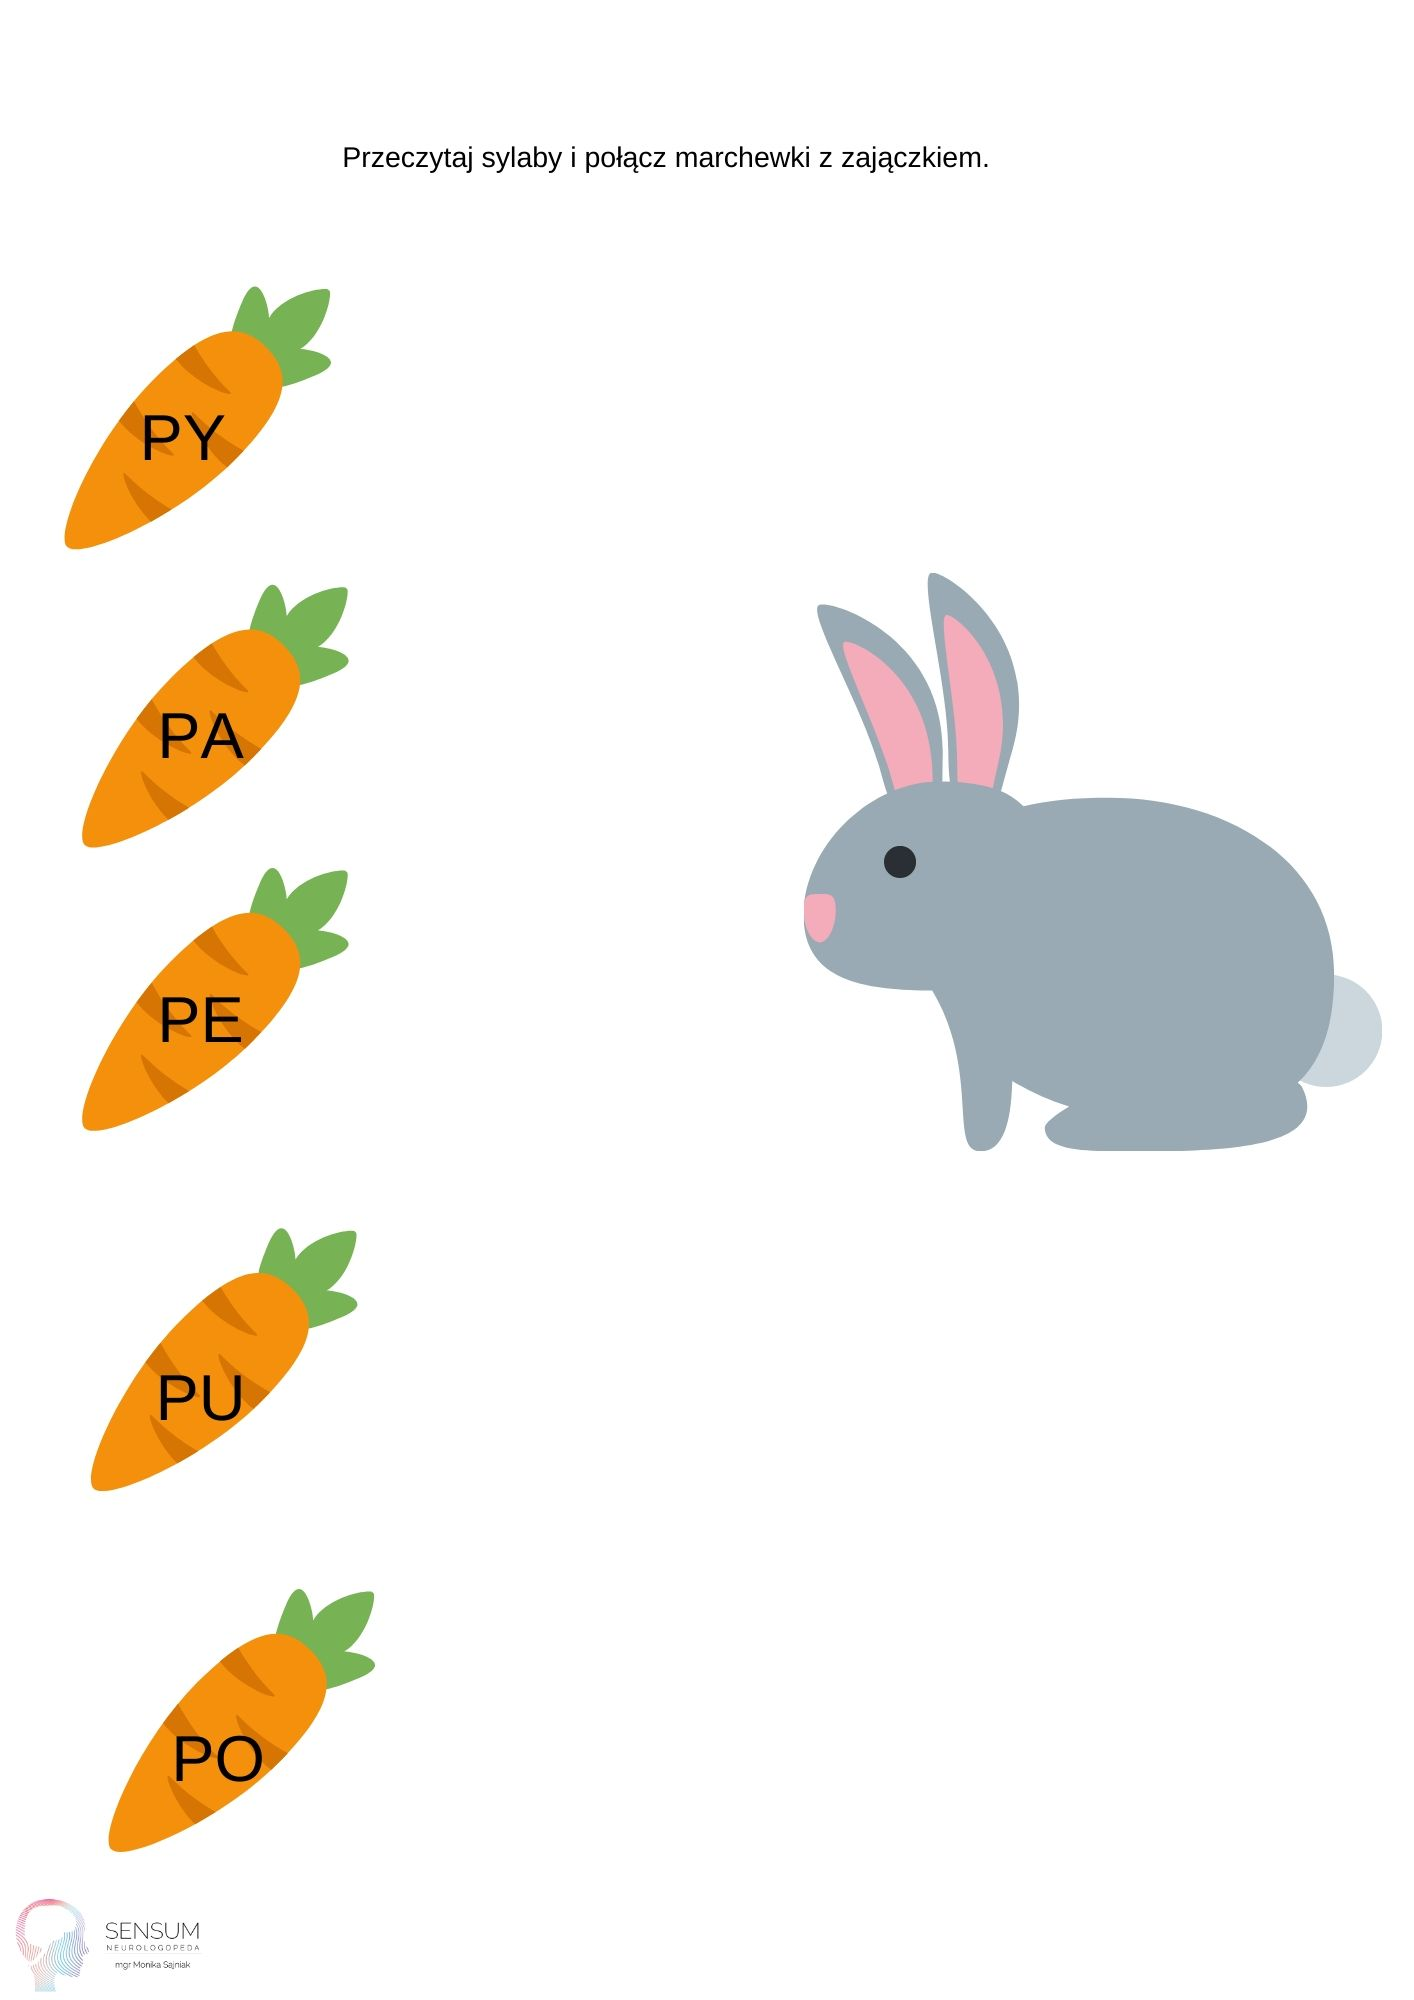 Przeczytaj sylaby i połącz marchewki z zajączkiem.
PY
PA
PE
PU
PO
SENSUM
NEUROLOGOPEDA
mgr Monika Sajniak